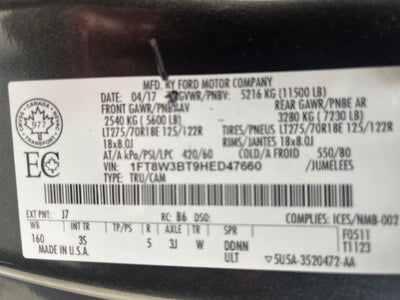 MFD. BY FORD MOTOR COMPANY
DATE: 04/17 GVWR/PNBV: 5216 KG (11500 LB)
FRONT GAWR/PNBE AV REAR GAWR/PNBE AR
2540 KG (5600 LB) 3280 KG (7230 LB)
LT275/70R18E 125/122R TIRES/PNEUS LT275/70R18E 125/122R
18x8.0J RIMS/JANTES 18x8.0J
AT/A kPa/PSI/LPC 420/60 COLD/A FROID 550/80
VIN: 1FT8W3BT9HED47660 /JUMELEES
TYPE: TRU/CAM
CANADA
977
EC
EXT PNT: J7 RC: B6 DSO: COMPLIES: ICES/NMB-002
WB INT TR TP/PS R AXLE TR SPR F0511
160 3S 5 3J W DDNN T1123
MADE IN U.S.A. ULT 5U5A-3520472-AA